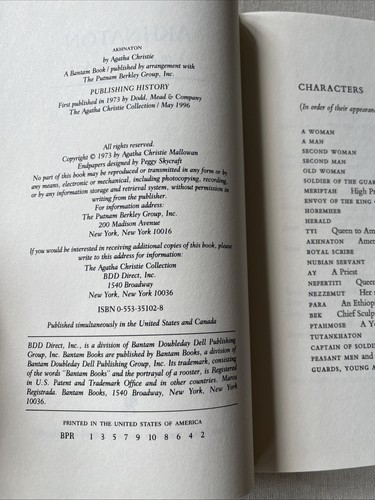 AKHNATON
by Agatha Christie
A Bantam Book / published by arrangement with
The Putnam Berkley Group, Inc.
PUBLISHING HISTORY
First published in 1973 by Dodd, Mead & Company
The Agatha Christie Collection / May 1996
All rights reserved.
Copyright © 1973 by Agatha Christie Mallowan
Endpapers designed by Peggy Skycraft
No part of this book may be reproduced or transmitted in any form or by
any means, electronic or mechanical, including photocopying, recording,
or by any information storage and retrieval system, without permission in
writing from the publisher.
For information address:
The Putnam Berkley Group, Inc.
200 Madison Avenue
New York, New York 10016
If you would be interested in receiving additional copies of this book, please
write to this address for information:
The Agatha Christie Collection
BDD Direct, Inc.
1540 Broadway
New York, New York 10036
ISBN 0-553-35102-8
Published simultaneously in the United States and Canada
BDD Direct, Inc., is a division of Bantam Doubleday Dell Publishing
Group, Inc. Bantam Books are published by Bantam Books, a division of
Bantam Doubleday Dell Publishing Group, Inc. Its trademark, consisting
of the words "Bantam Books" and the portrayal of a rooster, is Registered
in U.S. Patent and Trademark Office and in other countries. Marca
Registrada. Bantam Books, 1540 Broadway, New York, New York
10036.
PRINTED IN THE UNITED STATES OF AMERICA
BPR 1 3 5 7 9 10 8 6 4 2
CHARACTERS
(In order of their appearan
A WOMAN
A MAN
SECOND WOMAN
SECOND MAN
OLD WOMAN
SOLDIER OF THE GUAR
MERIPTAH High Pr
ENVOY OF THE KING
HOREMHEB
HERALD
TYI Queen to Am
AKHNATON Amen
ROYAL SCRIBE
NUBIAN SERVANT
AY A Priest
NEFERTITI Queen
NEZZEMUT Her
PARA An Ethiop
BEK Chief Sculp
PTAHMOSE A Yo
TUTANKHATON
CAPTAIN OF SOLDIE
PEASANT MEN and
GUARDS, YOUNG A